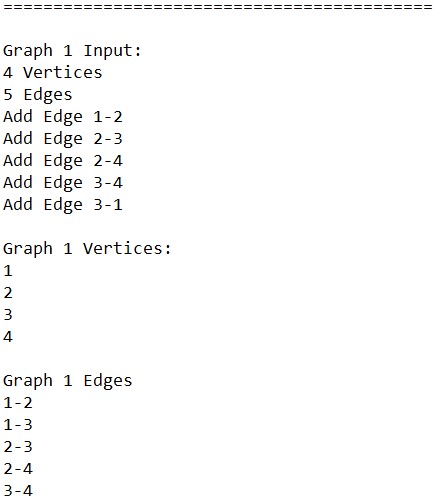 ===========================================
Graph 1 Input:
4 Vertices
5 Edges
Add Edge 1-2
Add Edge 2-3
Add Edge 2-4
Add Edge 3-4
Add Edge 3-1
Graph 1 Vertices:
1
2
3
4
Graph 1 Edges
1-2
1-3
2-3
2-4
3-4